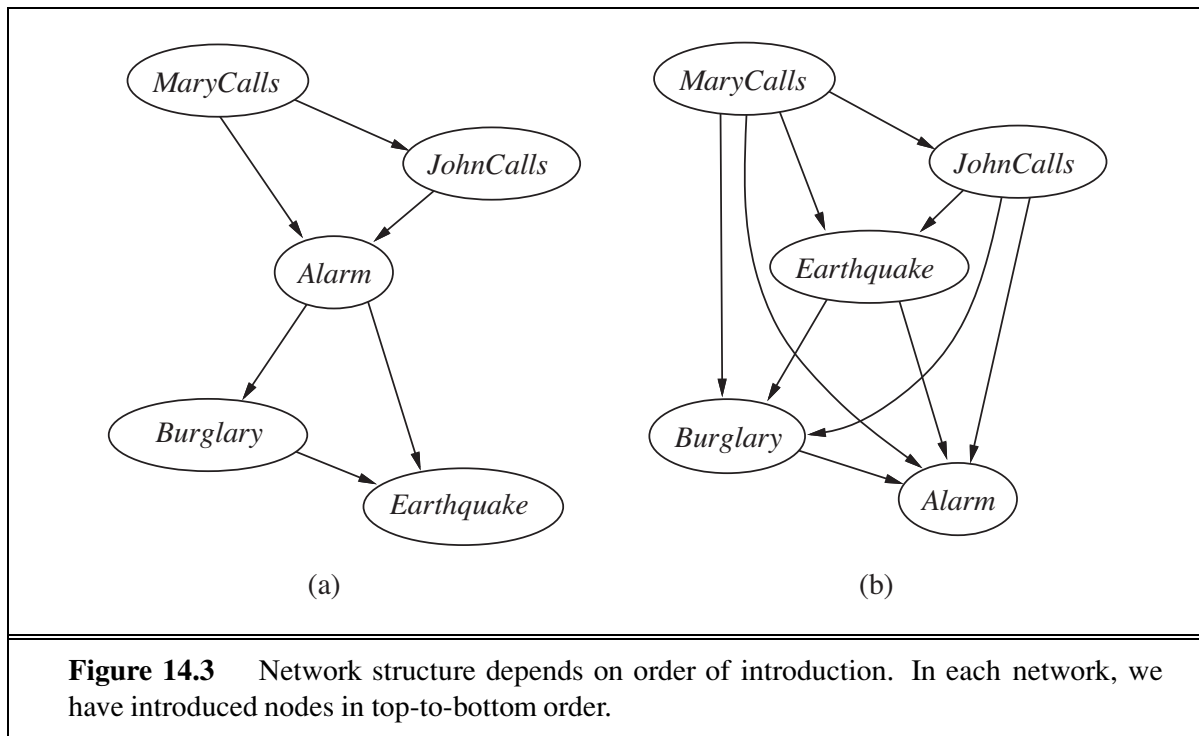 MaryCalls
JohnCalls
Alarm
Burglary
Earthquake
(a)
MaryCalls
JohnCalls
Earthquake
Burglary
Alarm
(b)
Figure 14.3 Network structure depends on order of introduction. In each network, we
have introduced nodes in top-to-bottom order.